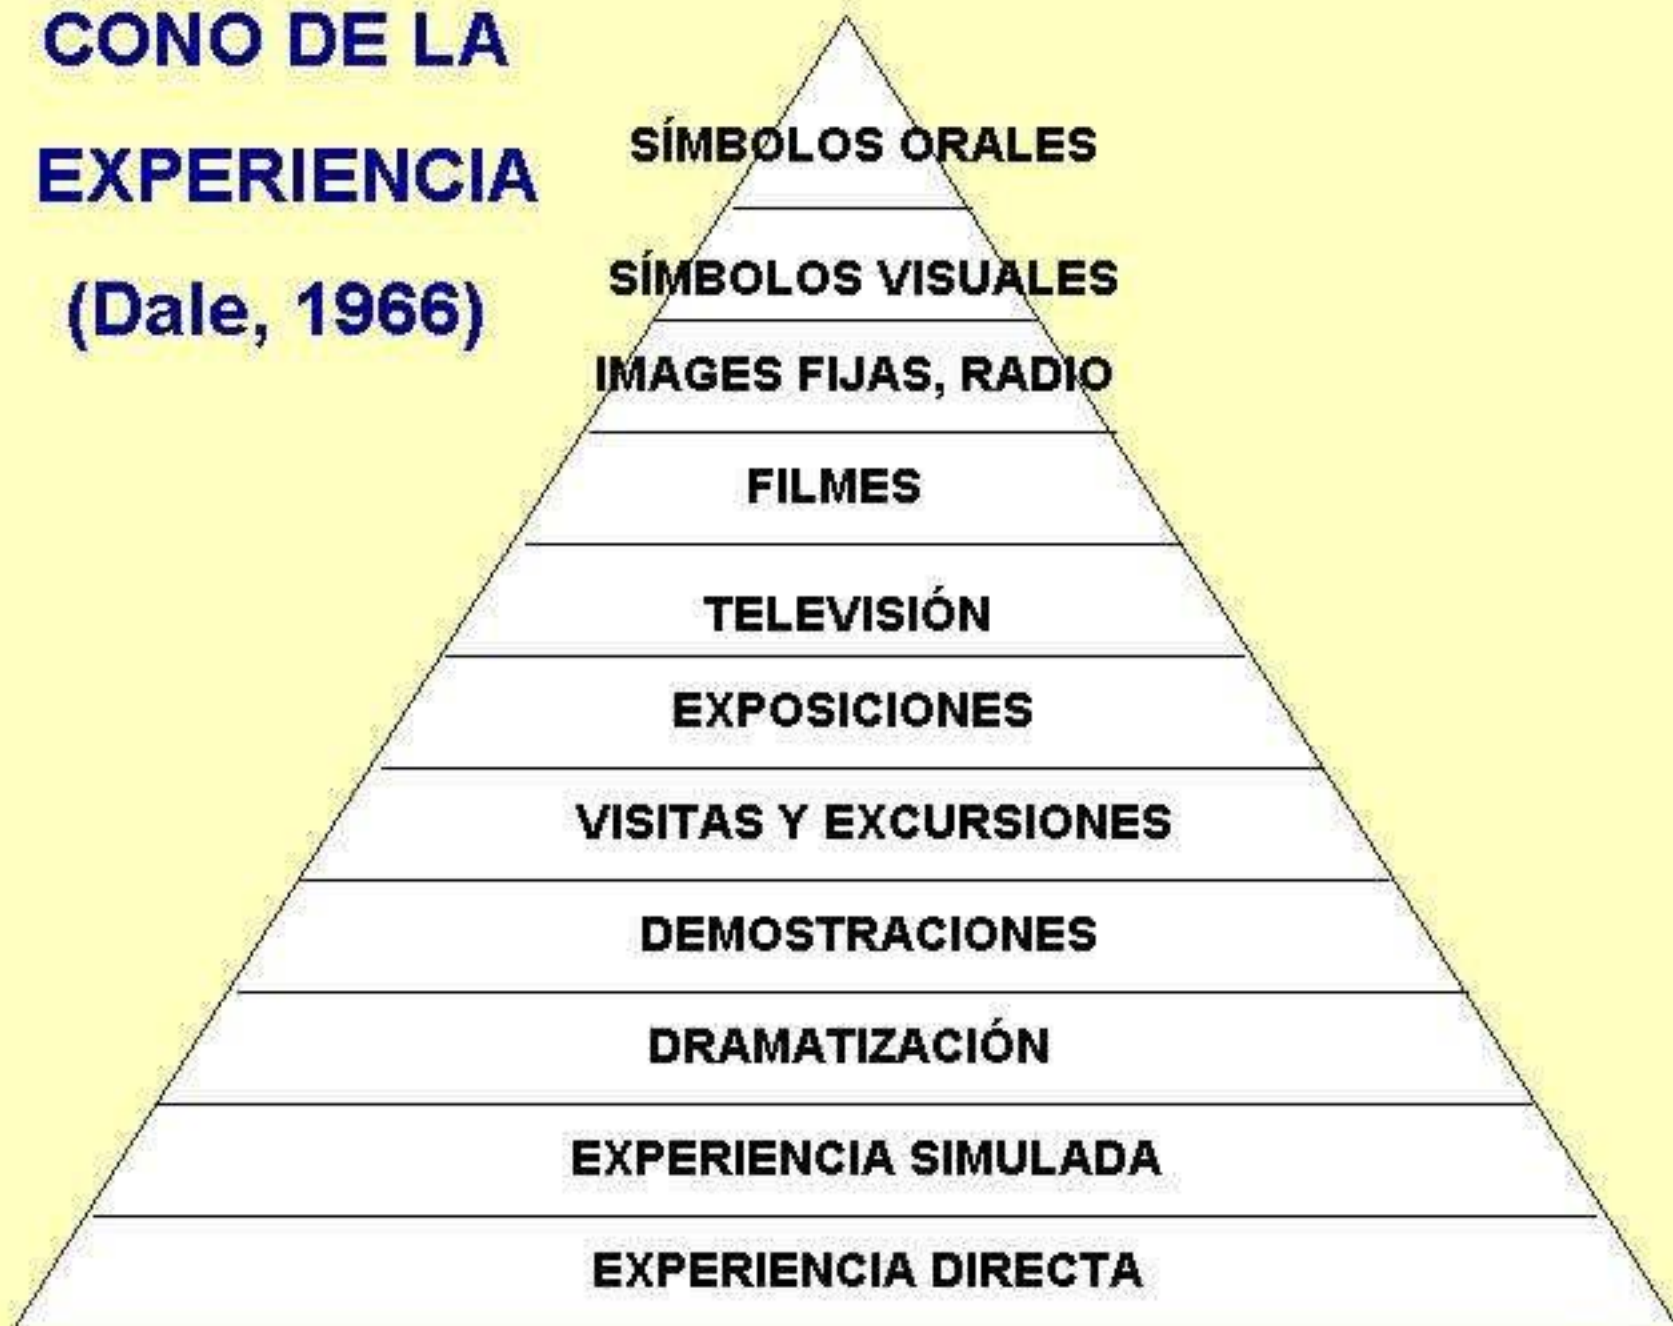 CONO DE LA
EXPERIENCIA
(Dale, 1966)
SÍMBOLOS ORALES
SÍMBOLOS VISUALES
IMAGES FIJAS, RADIO
FILMES
TELEVISIÓN
EXPOSICIONES
VISITAS Y EXCURSIONES
DEMOSTRACIONES
DRAMATIZACIÓN
EXPERIENCIA SIMULADA
EXPERIENCIA DIRECTA